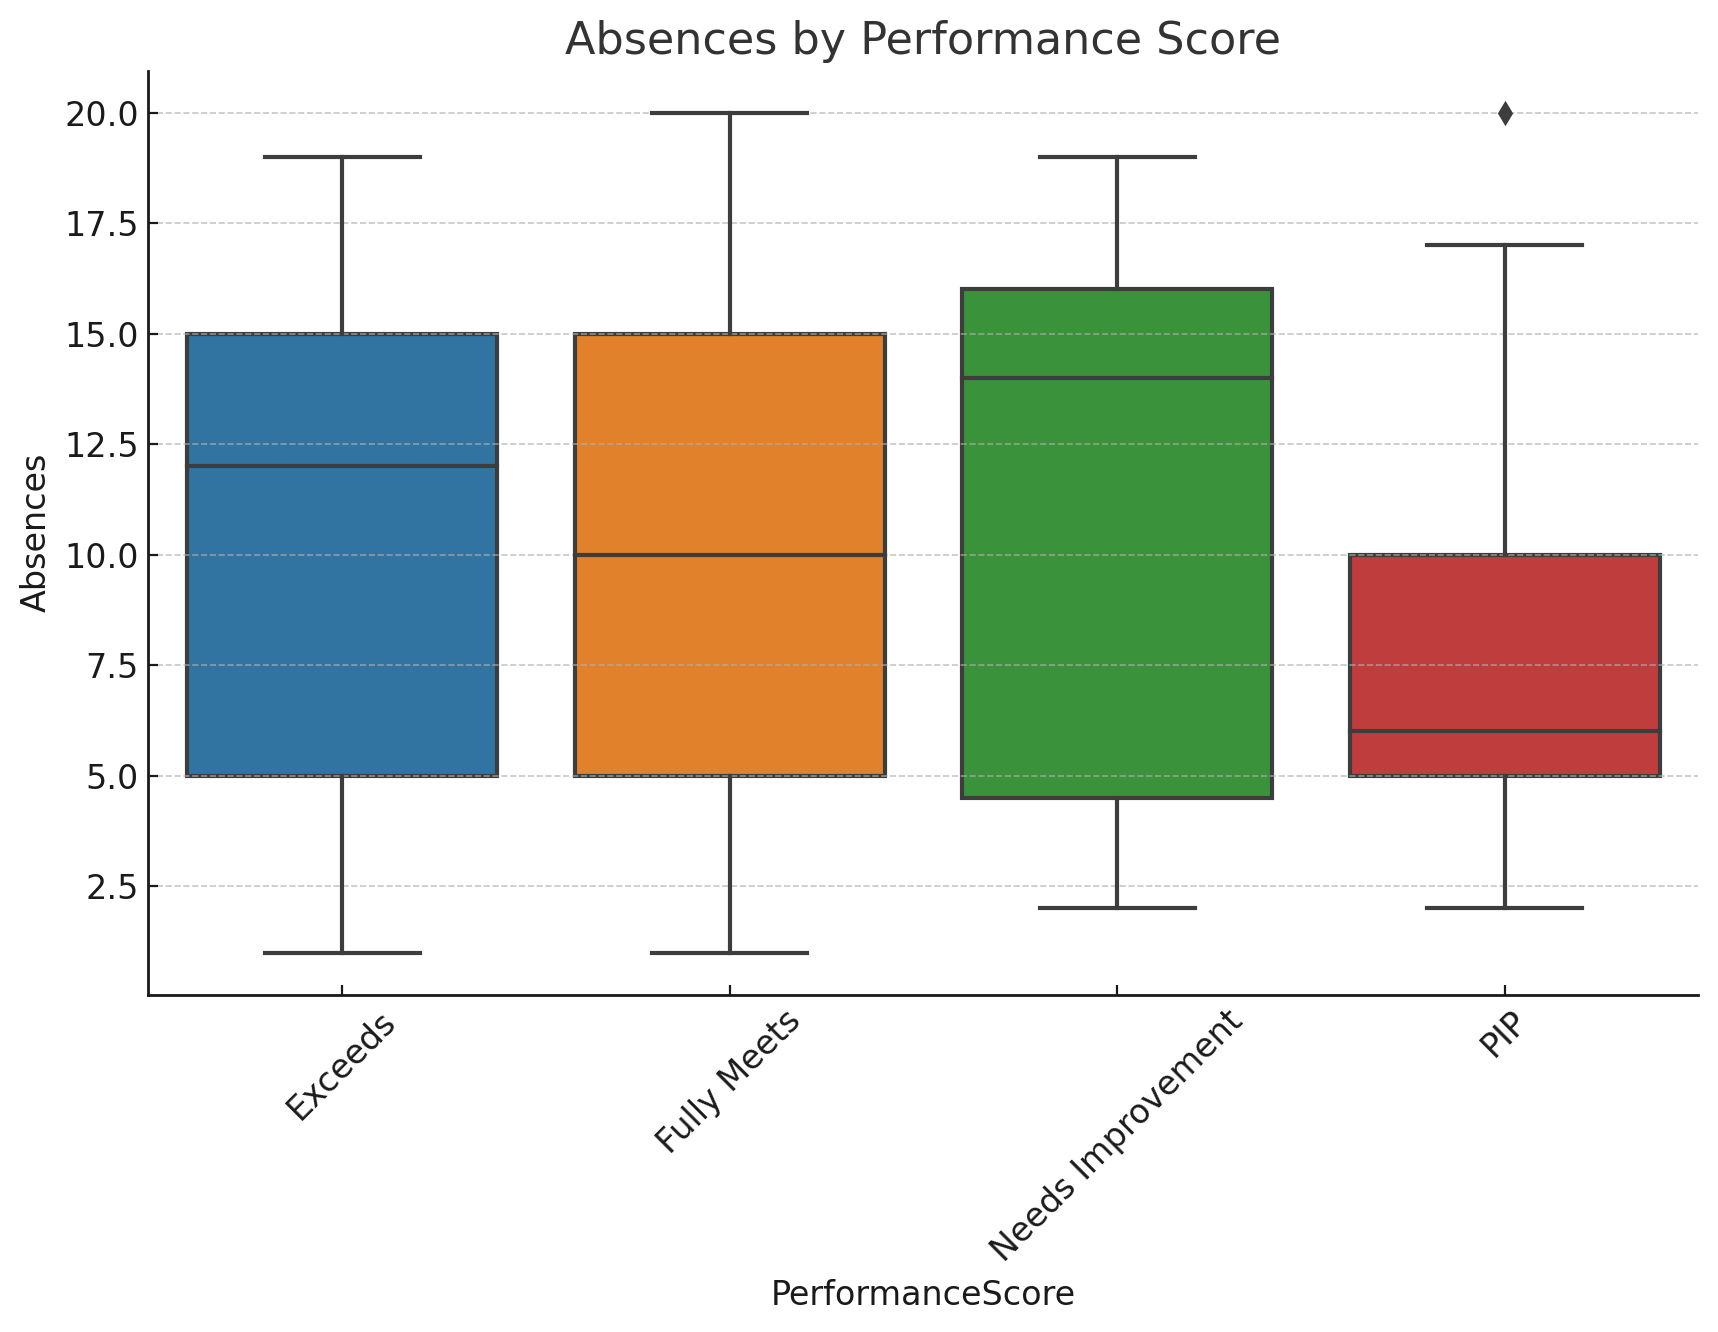 Absences by Performance Score
Absences
20.0
17.5
15.0
12.5
10.0
7.5
5.0
2.5
Exceeds
Fully Meets
Needs Improvement
PIP
PerformanceScore